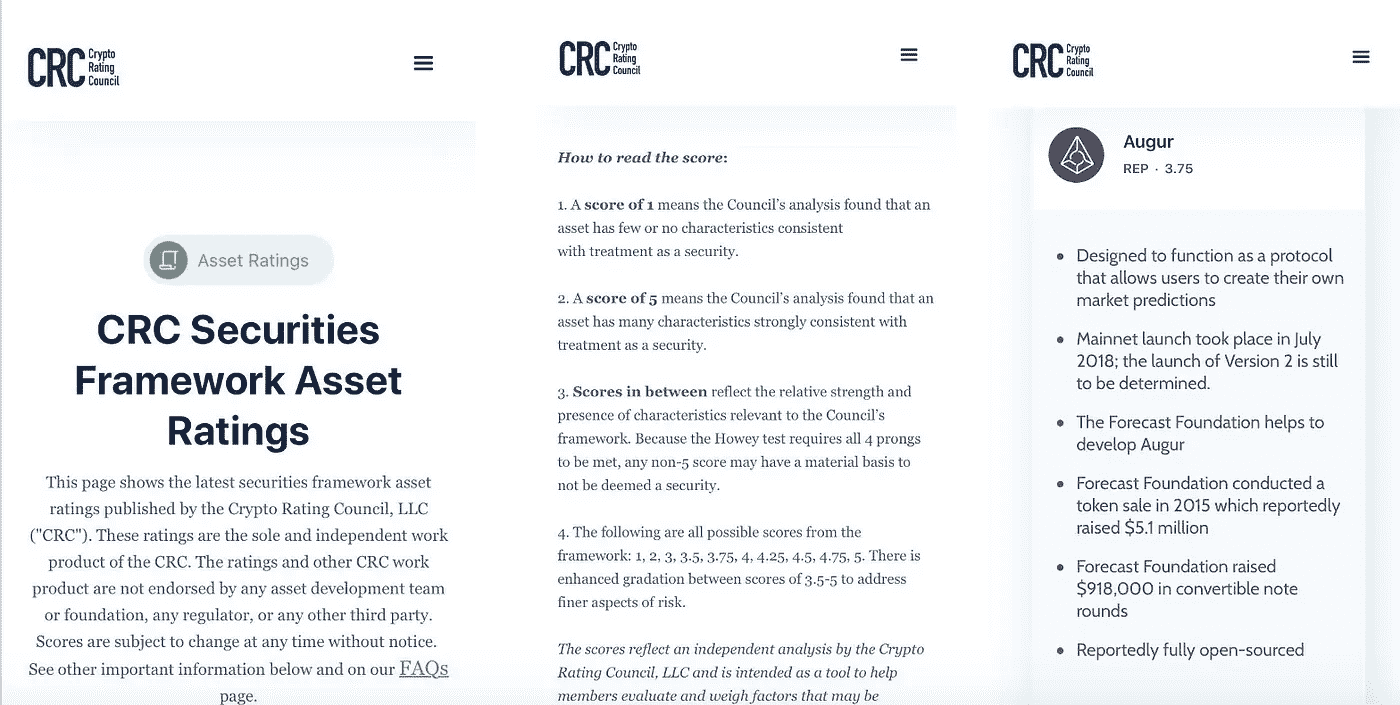 CRC Crypto
Rating
Council
Asset Ratings
CRC Securities
Framework Asset
Ratings
This page shows the latest securities framework asset
ratings published by the Crypto Rating Council, LLC
("CRC"). These ratings are the sole and independent work
product of the CRC. The ratings and other CRC work
product are not endorsed by any asset development team
or foundation, any regulator, or any other third party.
Scores are subject to change at any time without notice.
See other important information below and on our FAQs
page.
CRC Crypto
Rating
Council
How to read the score:
1. A score of 1 means the Council's analysis found that an
asset has few or no characteristics consistent
with treatment as a security.
2. A score of 5 means the Council's analysis found that an
asset has many characteristics strongly consistent with
treatment as a security.
3. Scores in between reflect the relative strength and
presence of characteristics relevant to the Council's
framework. Because the Howey test requires all 4 prongs
to be met, any non-5 score may have a material basis to
not be deemed a security.
4. The following are all possible scores from the
framework: 1, 2, 3, 3.5, 3.75, 4, 4.25, 4.5, 4.75, 5. There is
enhanced gradation between scores of 3.5-5 to address
finer aspects of risk.
The scores reflect an independent analysis by the Crypto
Rating Council, LLC and is intended as a tool to help
members evaluate and weigh factors that may be
CRC Crypto
Rating
Council
Augur
REP · 3.75
• Designed to function as a protocol
that allows users to create their own
market predictions
• Mainnet launch took place in July
2018; the launch of Version 2 is still
to be determined.
• The Forecast Foundation helps to
develop Augur
• Forecast Foundation conducted a
token sale in 2015 which reportedly
raised $5.1 million
• Forecast Foundation raised
$918,000 in convertible note
rounds
• Reportedly fully open-sourced